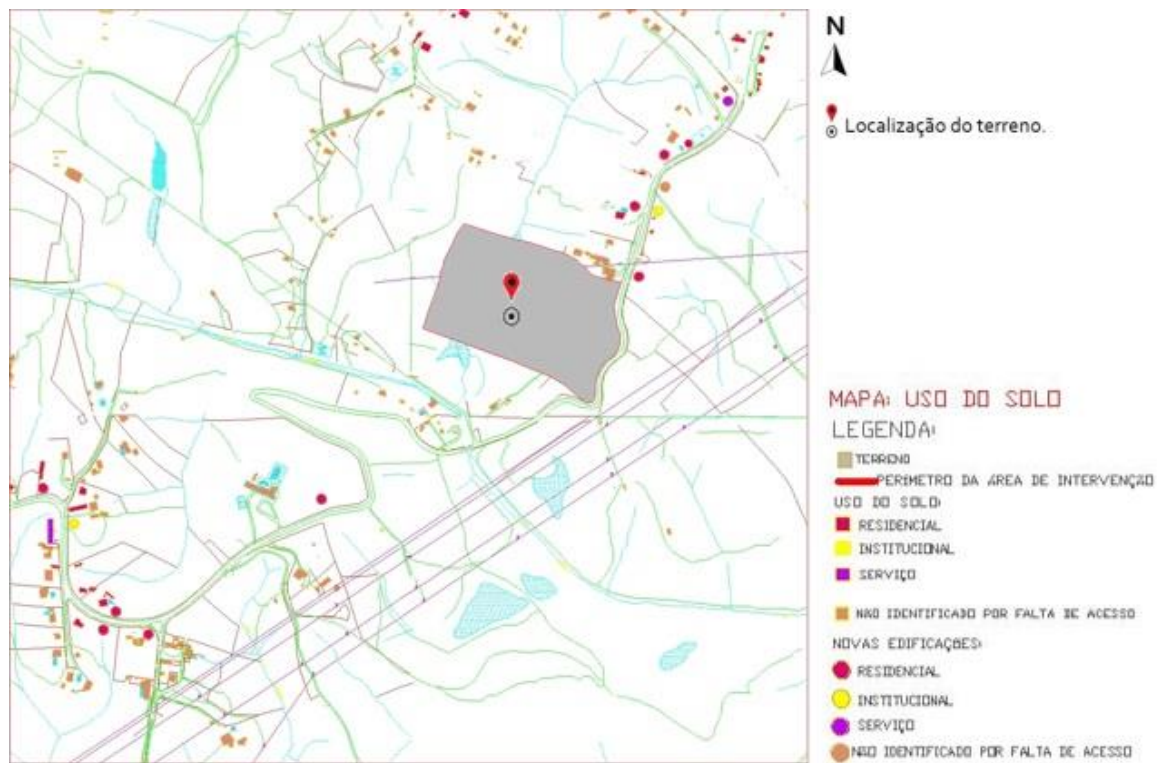 N
Localização do terreno.
MAPA: USO DO SOLO
LEGENDA:
TERRENO
PERÍMETRO DA ÁREA DE INTERVENÇÃO
USO DO SOLO:
RESIDENCIAL
INSTITUCIONAL
SERVIÇO
NÃO IDENTIFICADO POR FALTA DE ACESSO
NOVAS EDIFICAÇÕES:
RESIDENCIAL
INSTITUCIONAL
SERVIÇO
NÃO IDENTIFICADO POR FALTA DE ACESSO